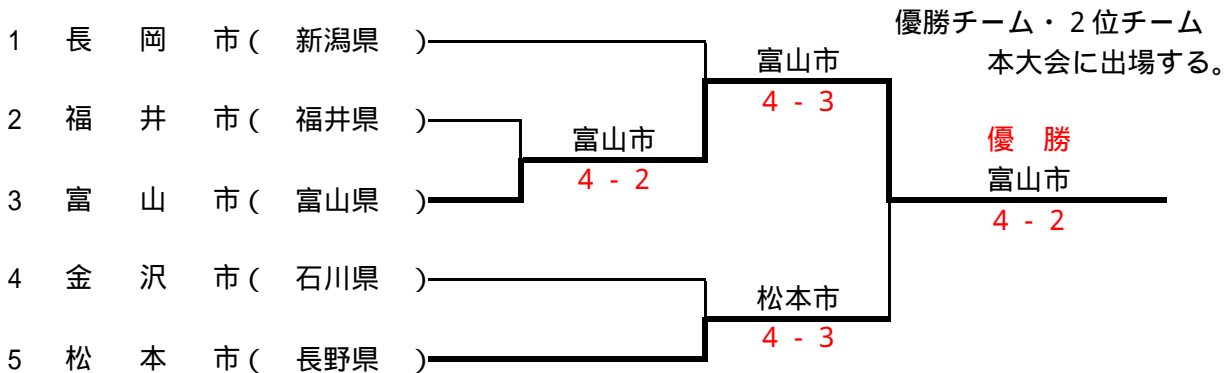 優勝チーム・２位チーム
本大会に出場する。
1 長岡市( 新潟県 )
2 福井市( 福井県 )
3 富山市( 富山県 )
4 金沢市( 石川県 )
5 松本市( 長野県 )
富山市
4 - 2
富山市
4 - 3
松本市
4 - 3
優 勝
富山市
4 - 2